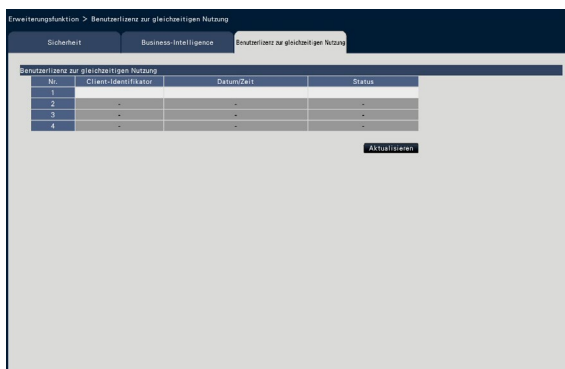 Erweiterungsfunktion > Benutzerlizenz zur gleichzeitigen Nutzung
Sicherheit Business-Intelligence Benutzerlizenz zur gleichzeitigen Nutzung
Benutzerlizenz zur gleichzeitigen Nutzung
Nr. Client-Identifikator Datum/Zeit Status
1
2 - - -
3 - - -
4 - - -
Aktualisieren